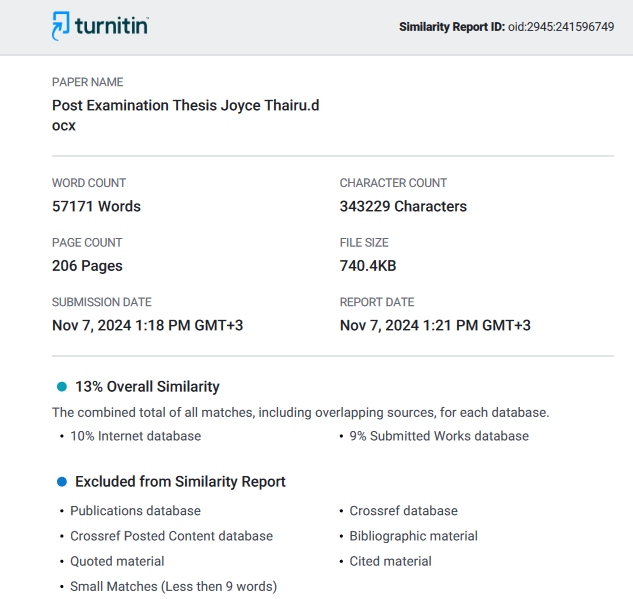 turnitin
Similarity Report ID: oid:2945:241596749
PAPER NAME
Post Examination Thesis Joyce Thairu.d
ocx
WORD COUNT
CHARACTER COUNT
57171 Words
343229 Characters
PAGE COUNT
FILE SIZE
206 Pages
740.4KB
SUBMISSION DATE
REPORT DATE
Nov 7, 2024 1:18 PM GMT+3
Nov 7, 2024 1:21 PM GMT+3
13% Overall Similarity
The combined total of all matches, including overlapping sources, for each database.
• 10% Internet database
• 9% Submitted Works database
Excluded from Similarity Report
• Publications database
• Crossref database
• Crossref Posted Content database
• Bibliographic material
• Quoted material
• Cited material
• Small Matches (Less then 9 words)